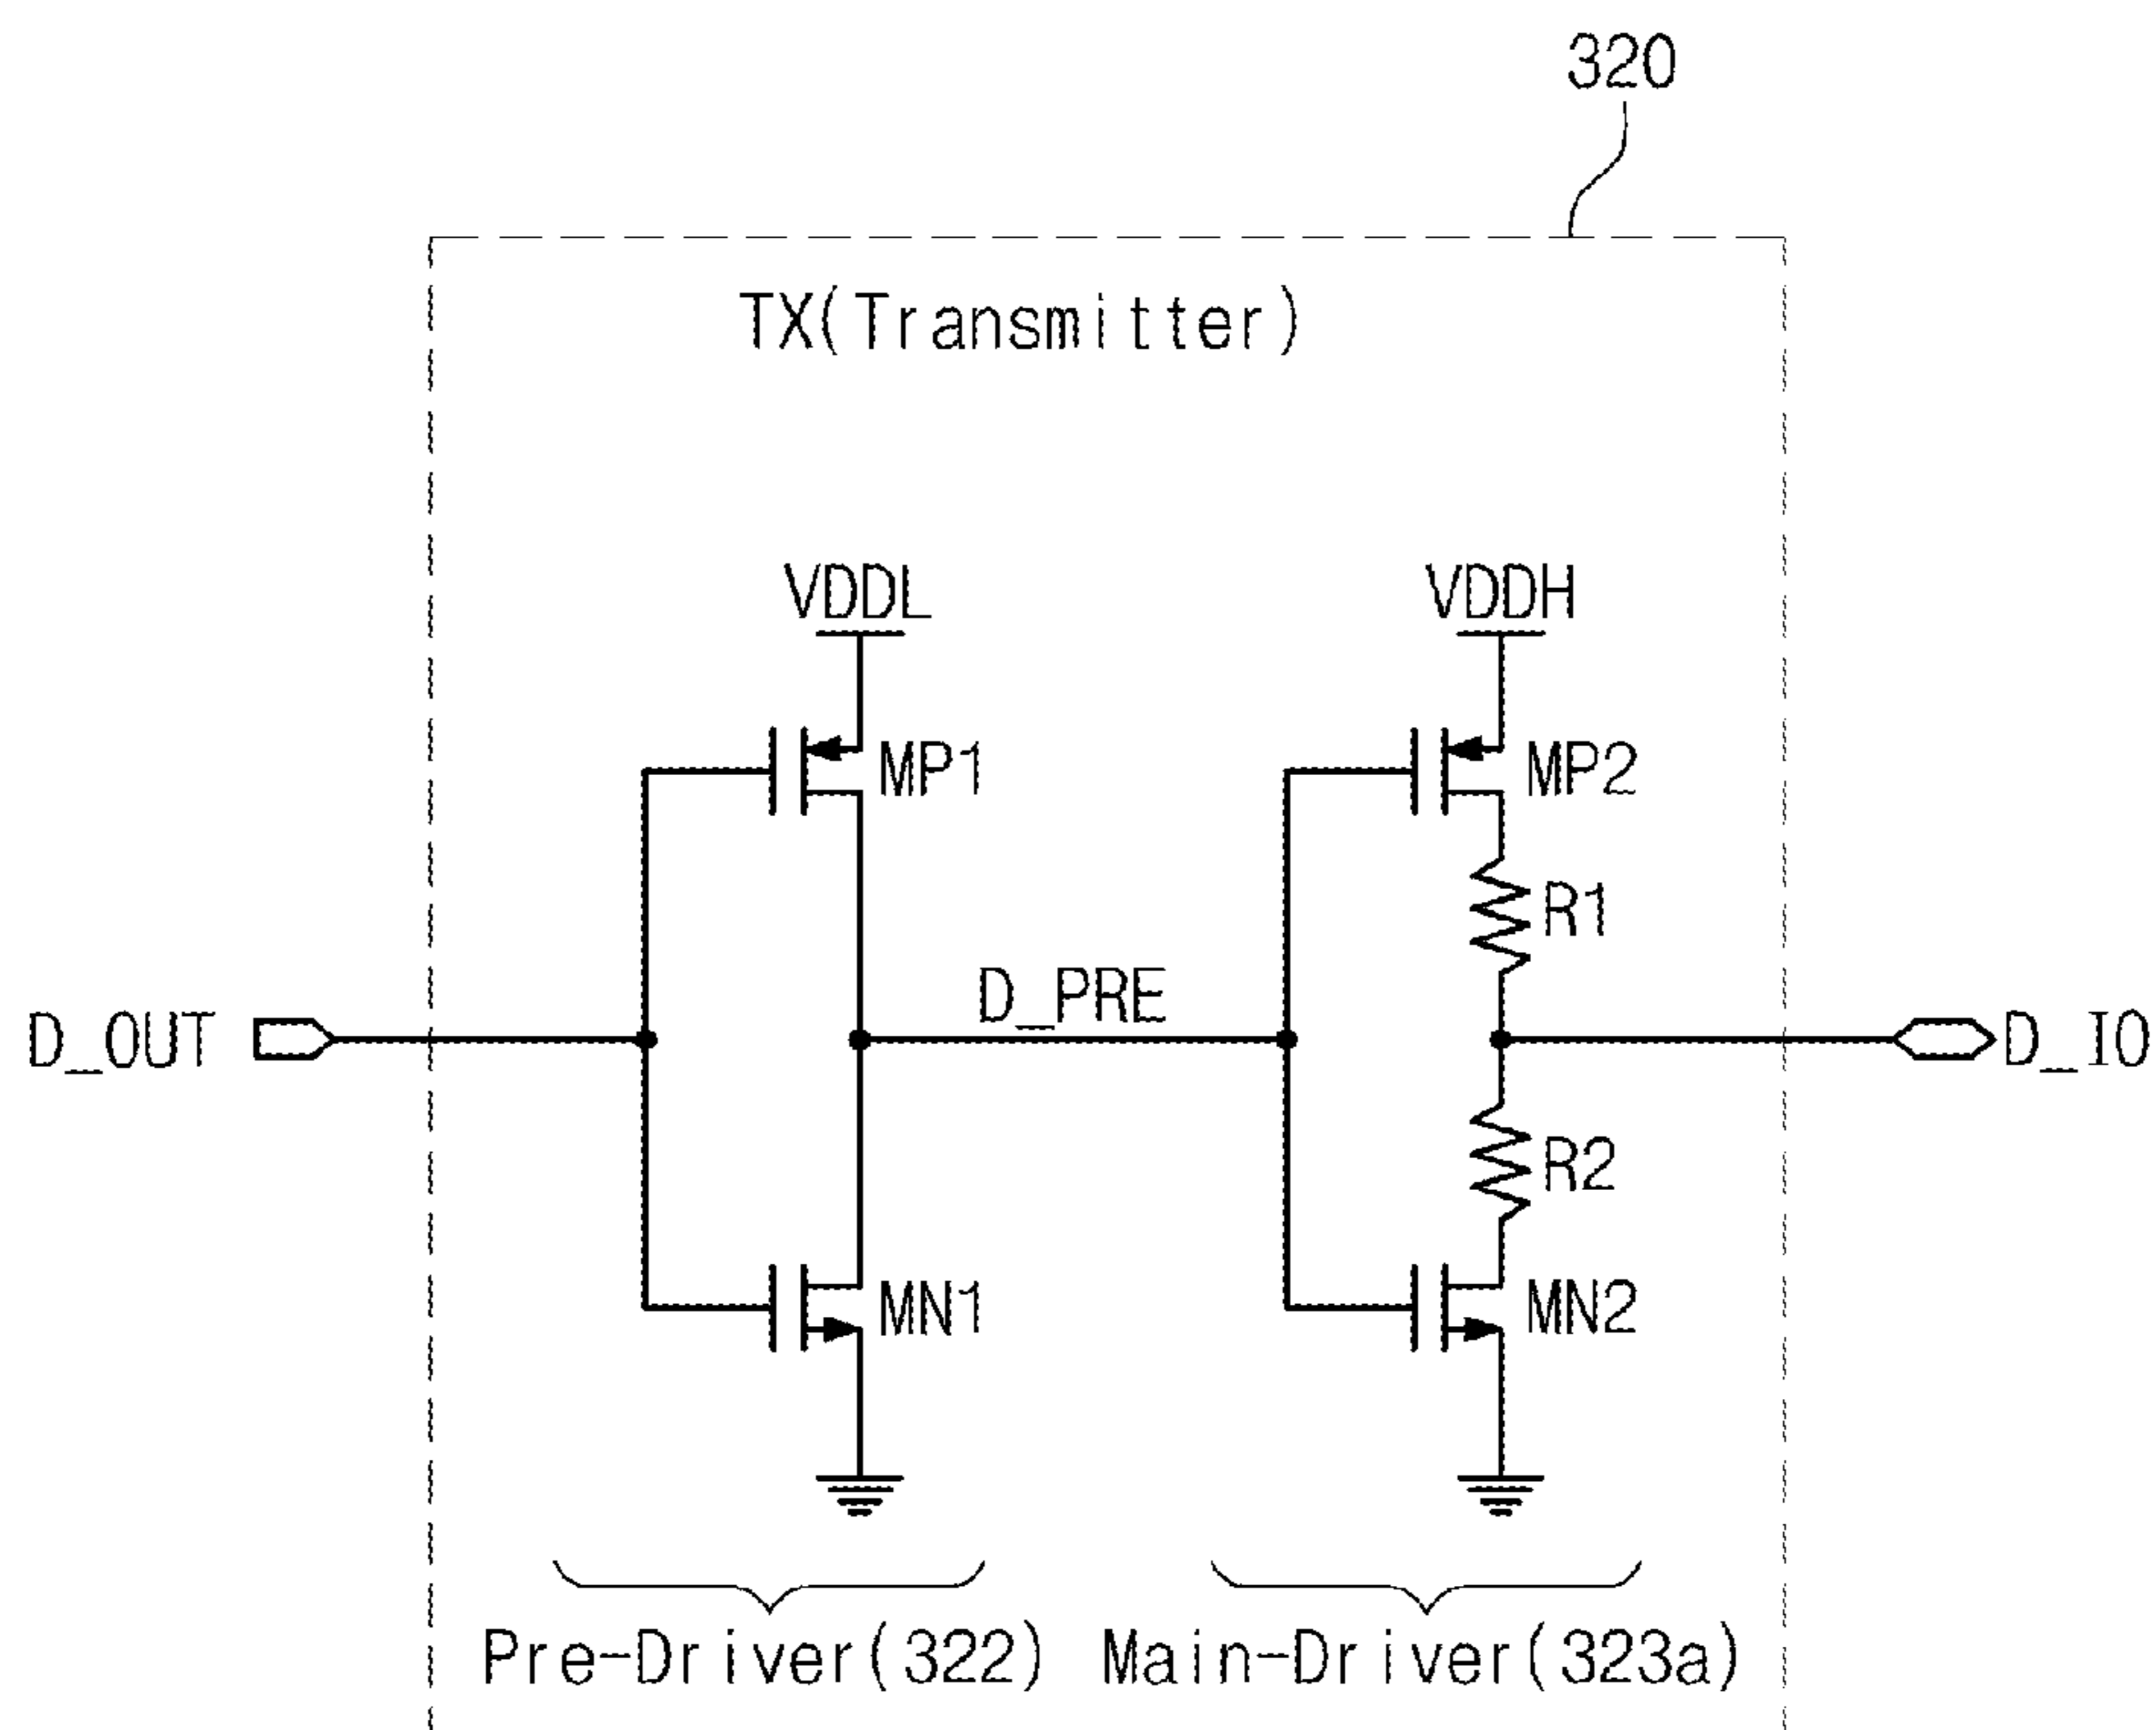 320
TX(Transmitter)
VDDL
VDDH
MP1
MP2
R1
D_PRE
D_OUT
D_IO
R2
MN1
MN2
Pre-Driver(322)
Main-Driver(323a)